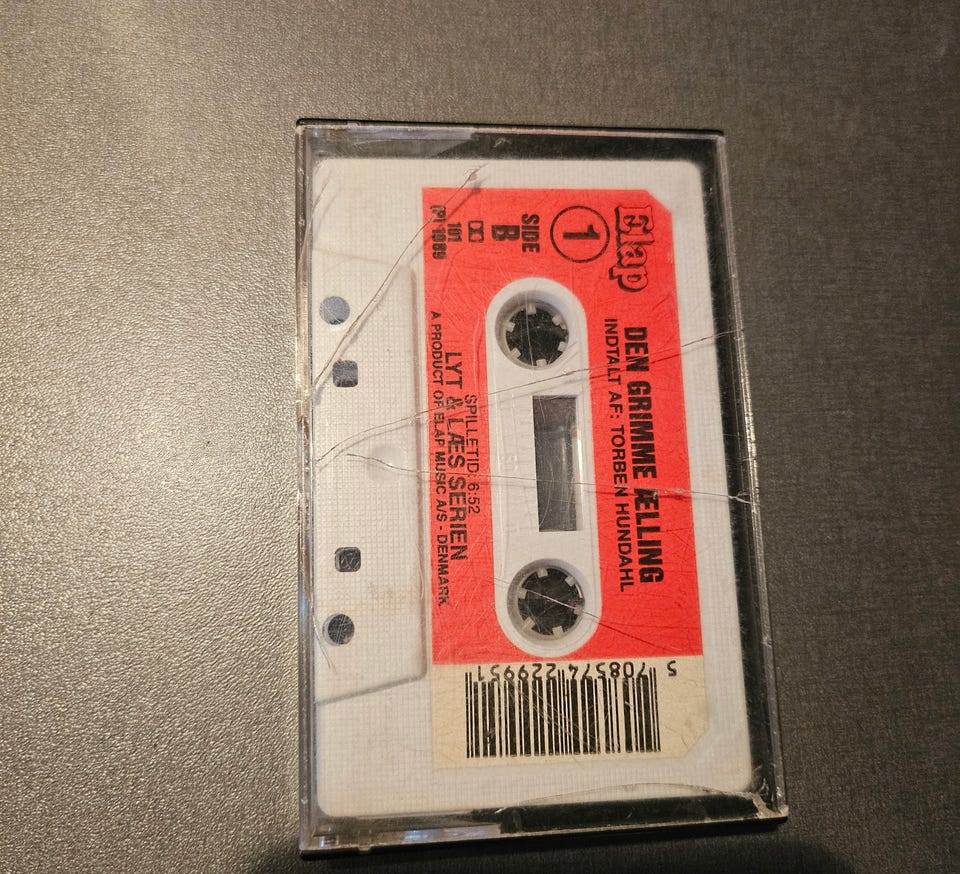 Elap
DEN GRIMME ÆLLING
INDTALT AF: TORBEN HUNDAHL
1
SIDE
B
101
(P) 1989
SPILLETID: 6:52
LYT & LÆS SERIEN
A PRODUCT OF ELAP MUSIC A/S - DENMARK
5 708574 229951